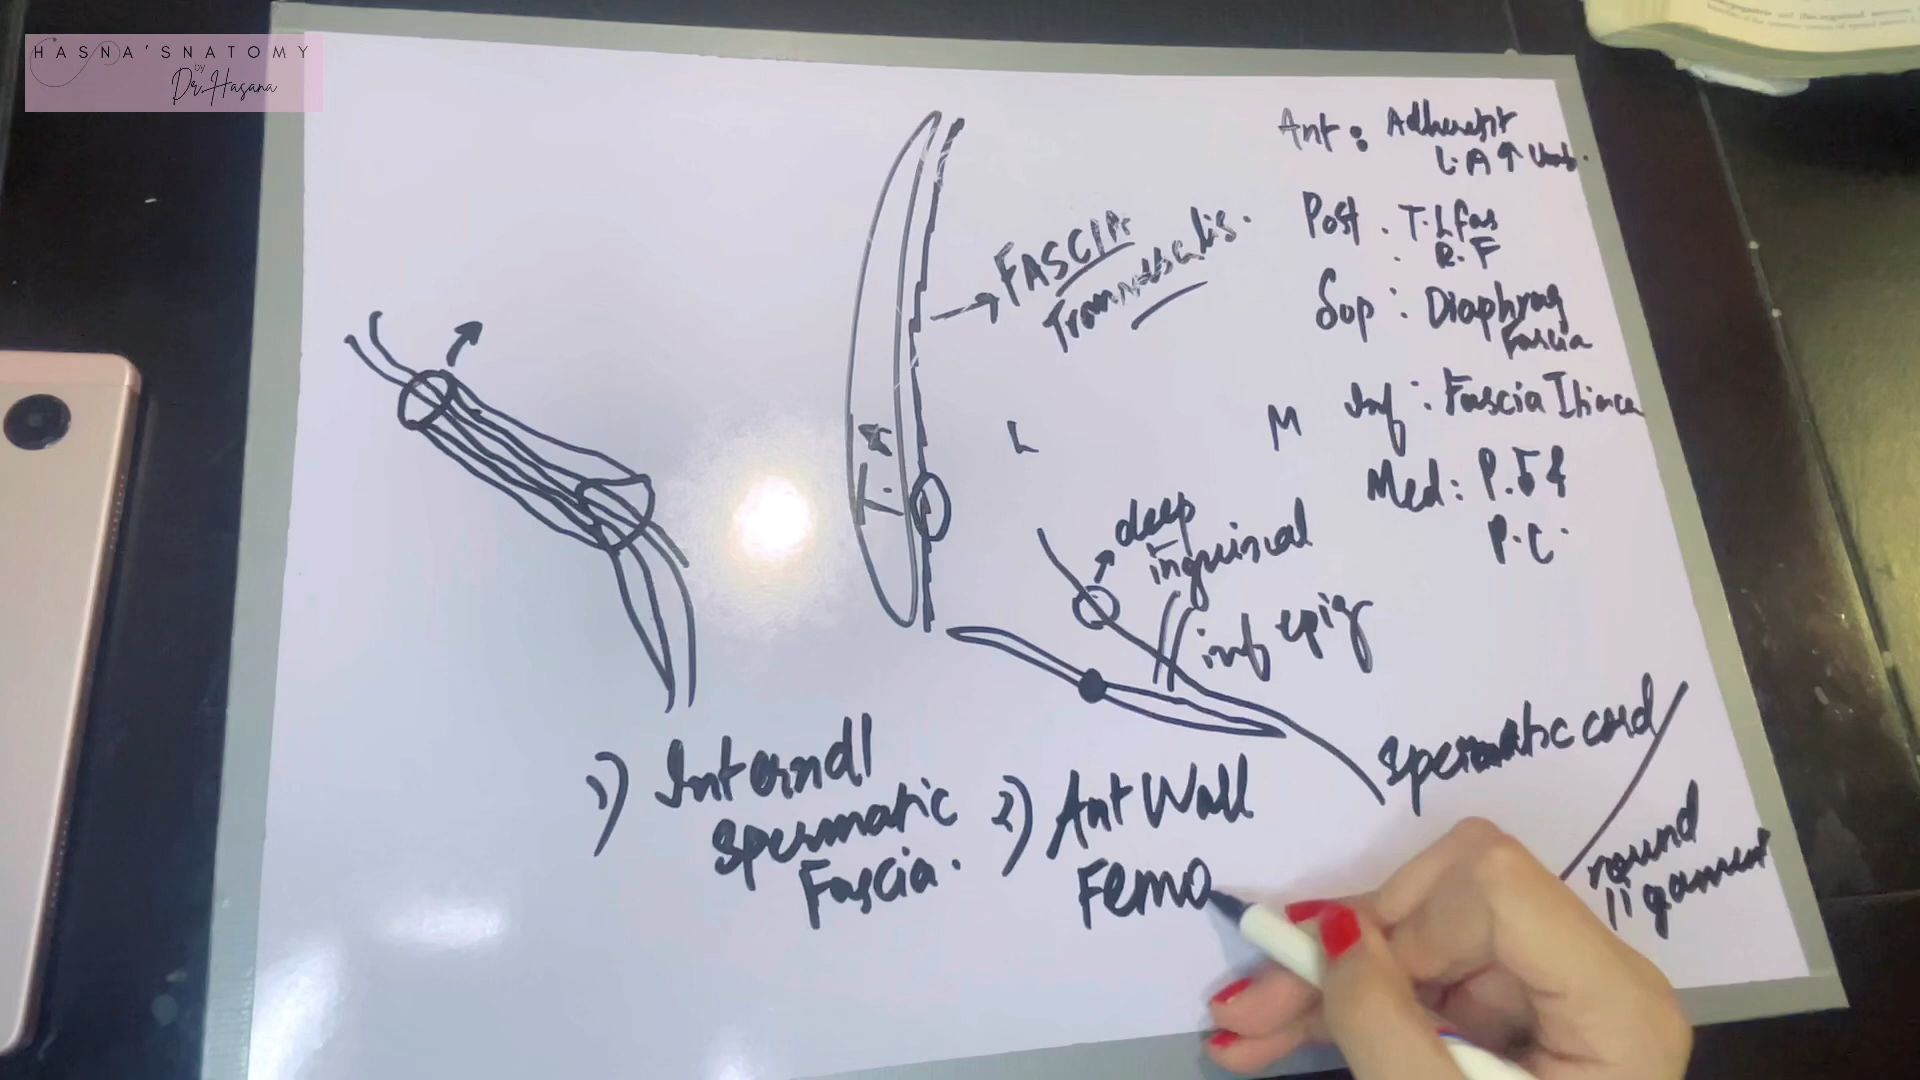 HASNA'SNATOMY
by
Dr.Hasana
Ant : Adherent
L.A ↑ Umb.
Post . T.L fas
R.F
Sup : Diaphrag
Fascia
Inf : Fascia Iliaca
Med : P.
P.C.
→ FASCIA
T.A
L
M
deep
inguinal
inf epig
spermatic cord
round
ligament
1) Internal
spermatic
Fascia.
2) Ant Wall
Femo